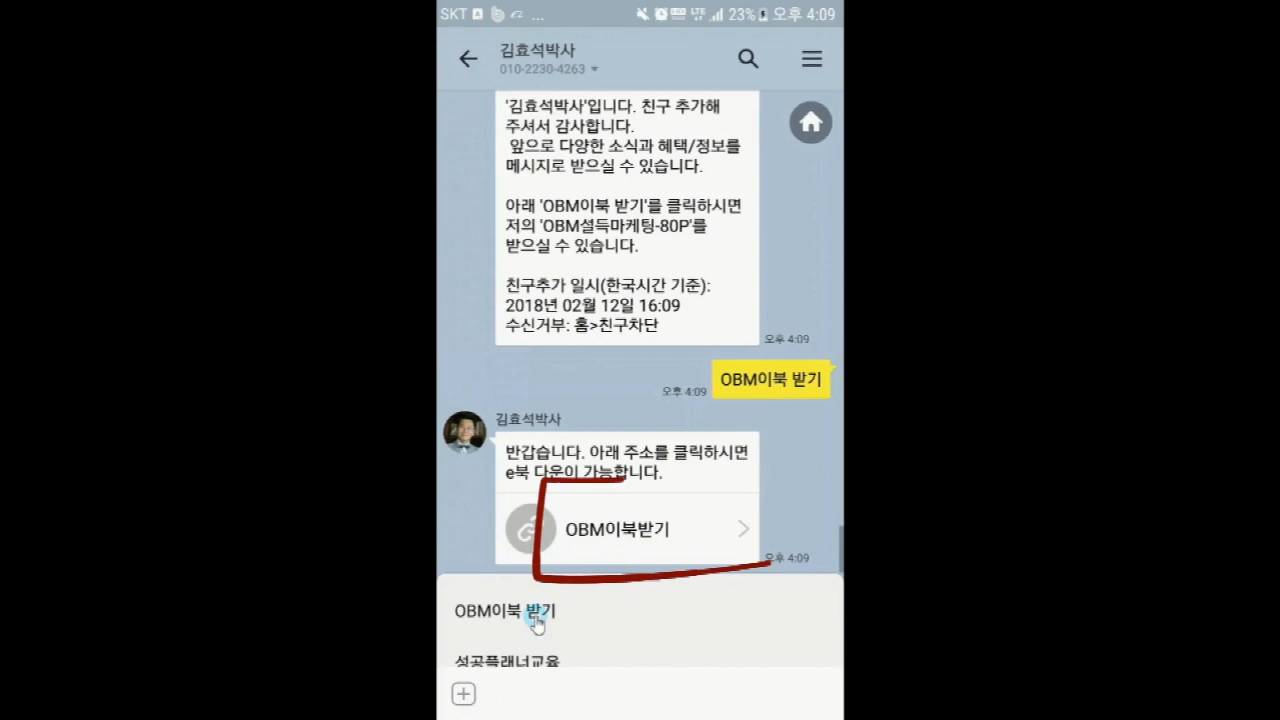 SKT
...
LTE
23%
오후 4:09
김효석박사
010-2230-4263
'김효석박사'입니다. 친구 추가해
주셔서 감사합니다.
앞으로 다양한 소식과 혜택/정보를
메시지로 받으실 수 있습니다.
아래 'OBM이북 받기'를 클릭하시면
저의 'OBM설득마케팅-80P'를
받으실 수 있습니다.
친구추가 일시(한국시간 기준):
2018년 02월 12일 16:09
수신거부: 홈>친구차단
오후 4:09
OBM이북 받기
오후 4:09
김효석박사
반갑습니다. 아래 주소를 클릭하시면
e북 다운이 가능합니다.
OBM이북받기
오후 4:09
OBM이북 받기
성공플래너교육